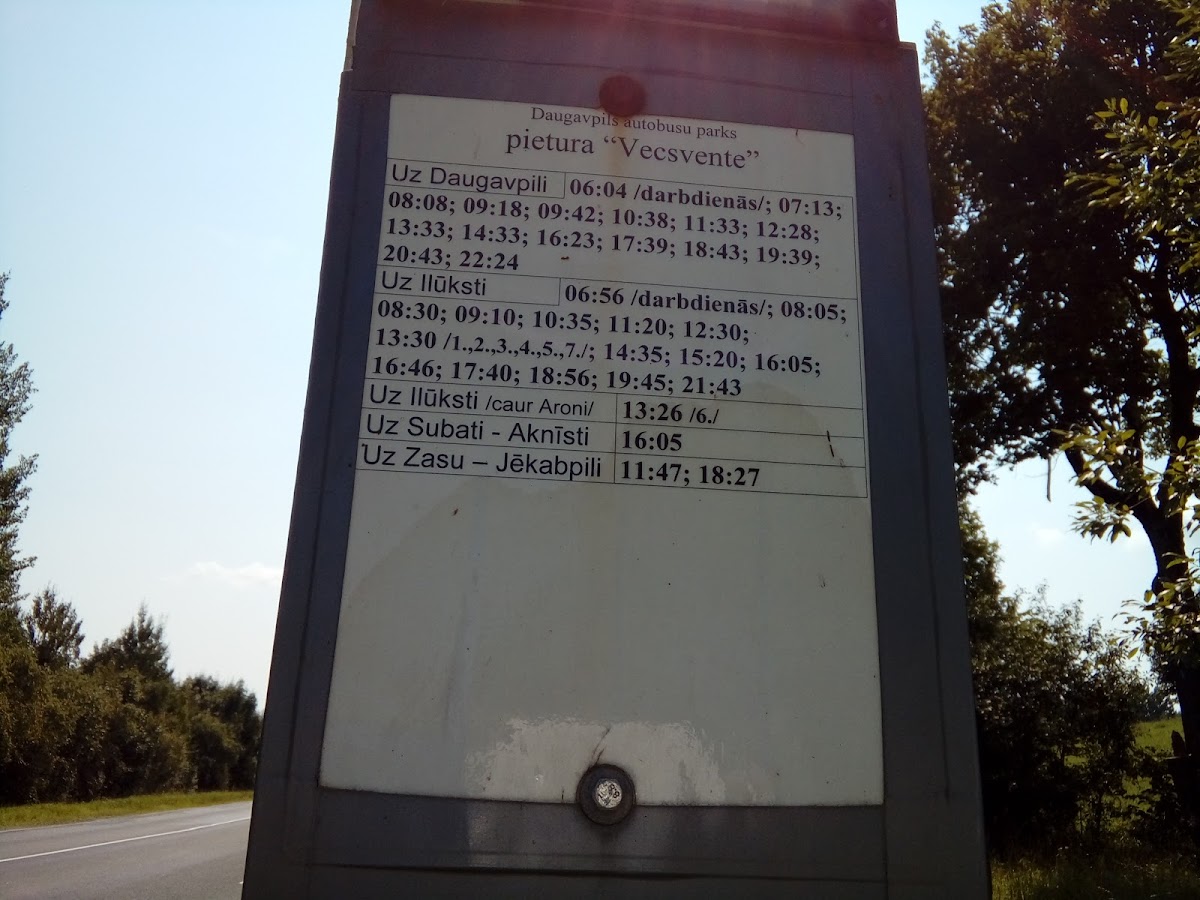 Daugavpils autobusu parks
pietura “Vecsvente”
Uz Daugavpili 06:04 /darbdienās/; 07:13;
08:08; 09:18; 09:42; 10:38; 11:33; 12:28;
13:33; 14:33; 16:23; 17:39; 18:43; 19:39;
20:43; 22:24
Uz Ilūksti 06:56 /darbdienās/; 08:05;
08:30; 09:10; 10:35; 11:20; 12:30;
13:30 /1.,2.,3.,4.,5.,7./; 14:35; 15:20; 16:05;
16:46; 17:40; 18:56; 19:45; 21:43
Uz Ilūksti /caur Aroni/ 13:26 /6./
Uz Subati - Aknīsti 16:05
Uz Zasu – Jēkabpili 11:47; 18:27